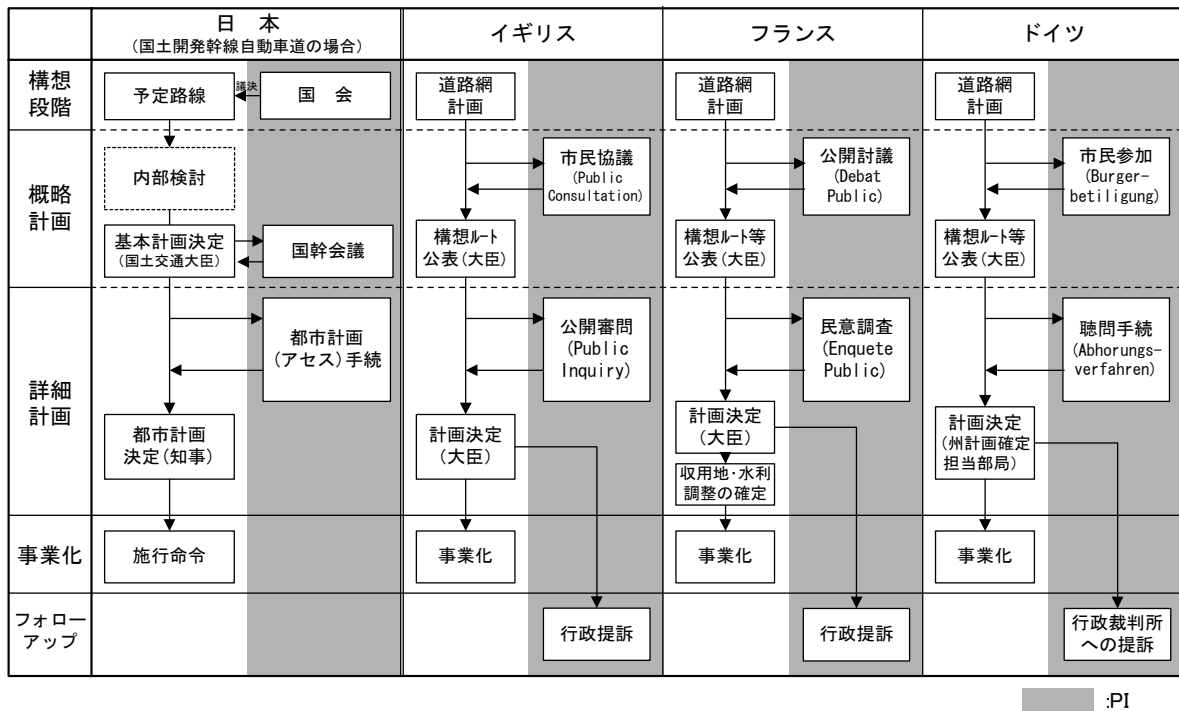 日 本
(国土開発幹線自動車道の場合)
イギリス
フランス
ドイツ
構想
段階
予定路線
議決
国 会
道路網
計画
道路網
計画
道路網
計画
概略
計画
内部検討
基本計画決定
(国土交通大臣)
国幹会議
市民協議
(Public
Consultation)
構想ルート
公表(大臣)
公開討議
(Debat
Public)
構想ルート等
公表(大臣)
市民参加
(Burger-
betiligung)
構想ルート等
公表(大臣)
詳細
計画
都市計画
(アセス)手続
都市計画
決定(知事)
公開審問
(Public
Inquiry)
計画決定
(大臣)
民意調査
(Enquete
Public)
計画決定
(大臣)
収用地・水利
調整の確定
聴問手続
(Abhorungs-
verfahren)
計画決定
(州計画確定
担当部局)
事業化
施行命令
事業化
事業化
事業化
フォロー
アップ
行政提訴
行政提訴
行政裁判所
への提訴
:PI